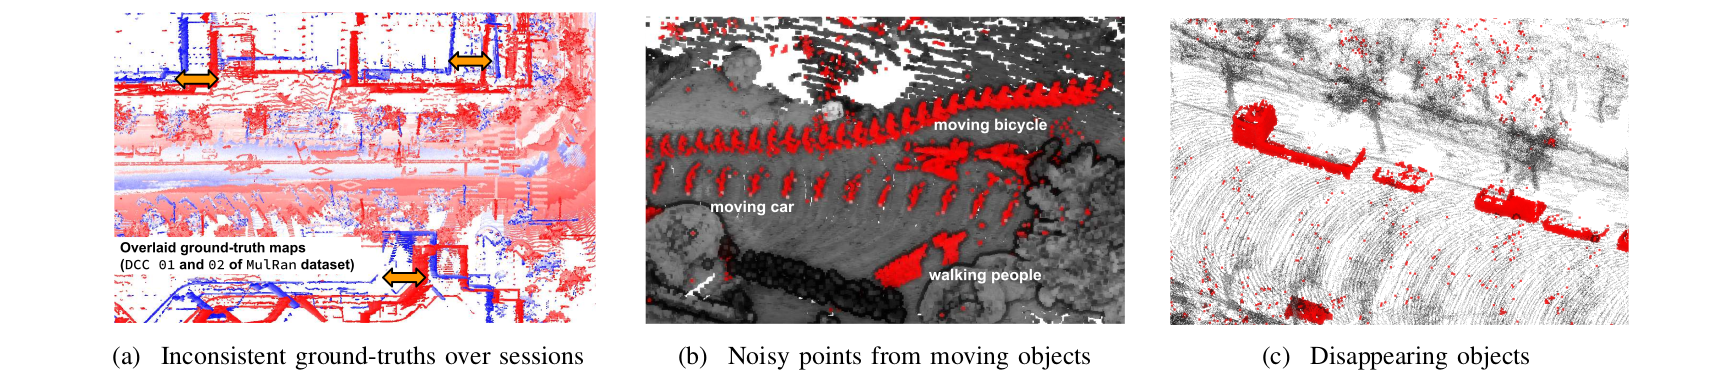 Overlaid ground-truth maps
(DCC 01 and 02 of MulRan dataset)
moving bicycle
moving car
walking people
(a) Inconsistent ground-truths over sessions
(b) Noisy points from moving objects
(c) Disappearing objects